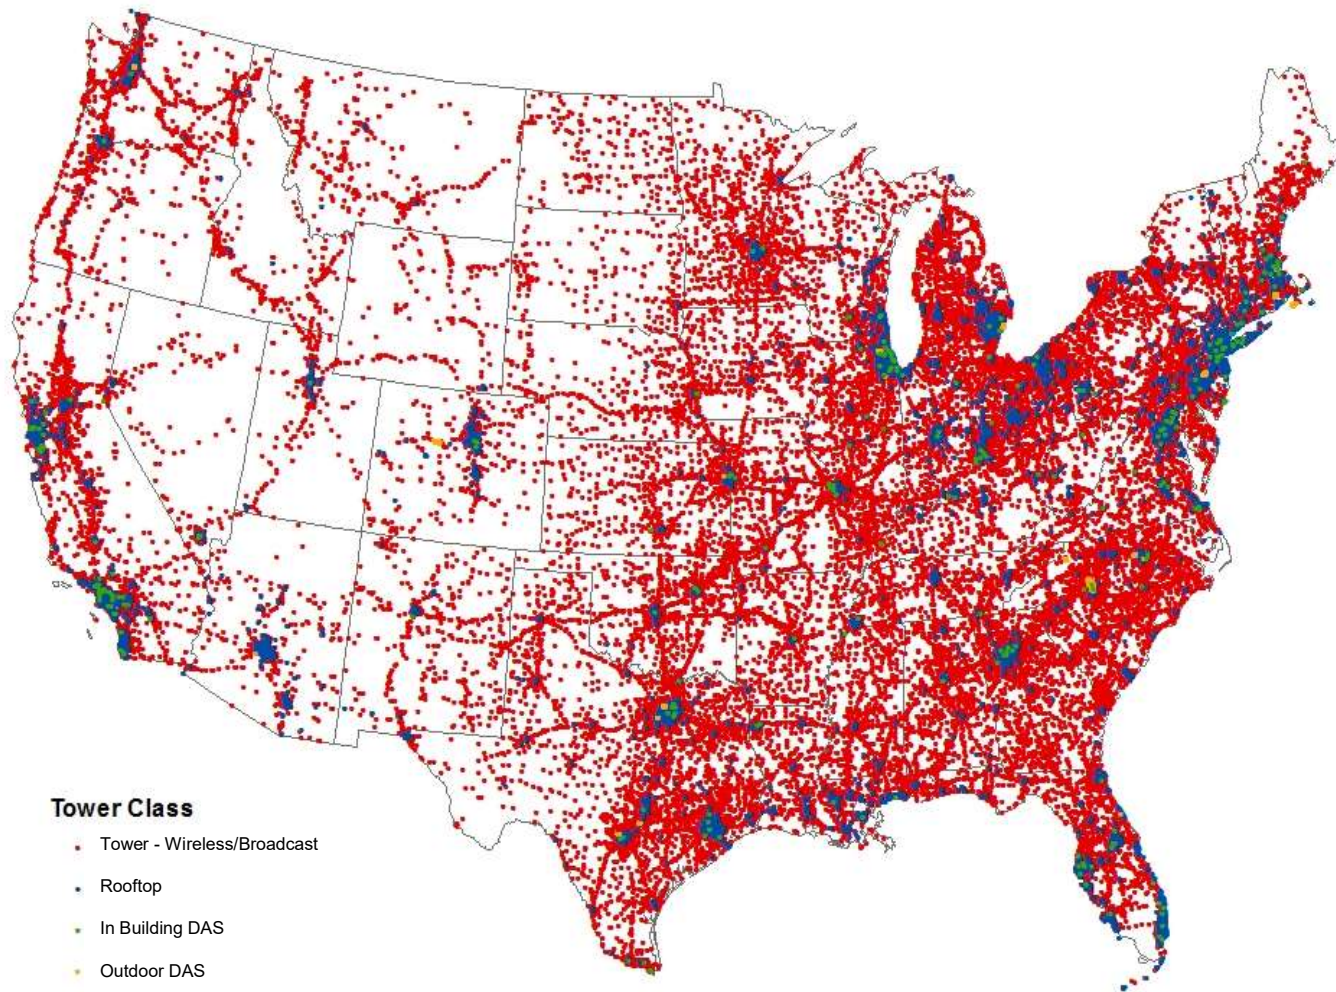 Tower Class
Tower - Wireless/Broadcast
Rooftop
In Building DAS
Outdoor DAS